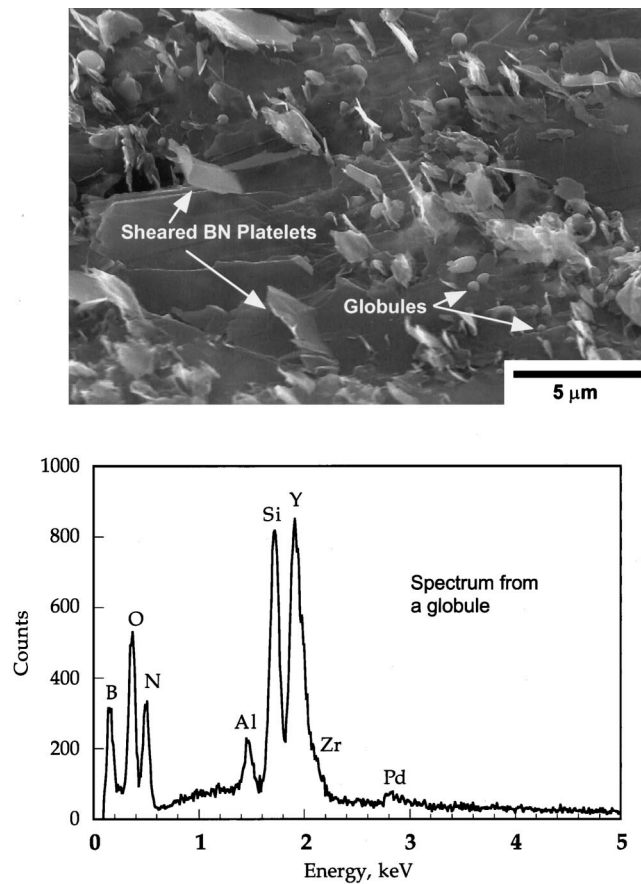 Sheared BN Platelets
Globules
5 μm
1000
800
600
400
200
0
Counts
B
O
N
Al
Si
Y
Zr
Pd
Spectrum from
a globule
0
1
2
3
4
5
Energy, keV